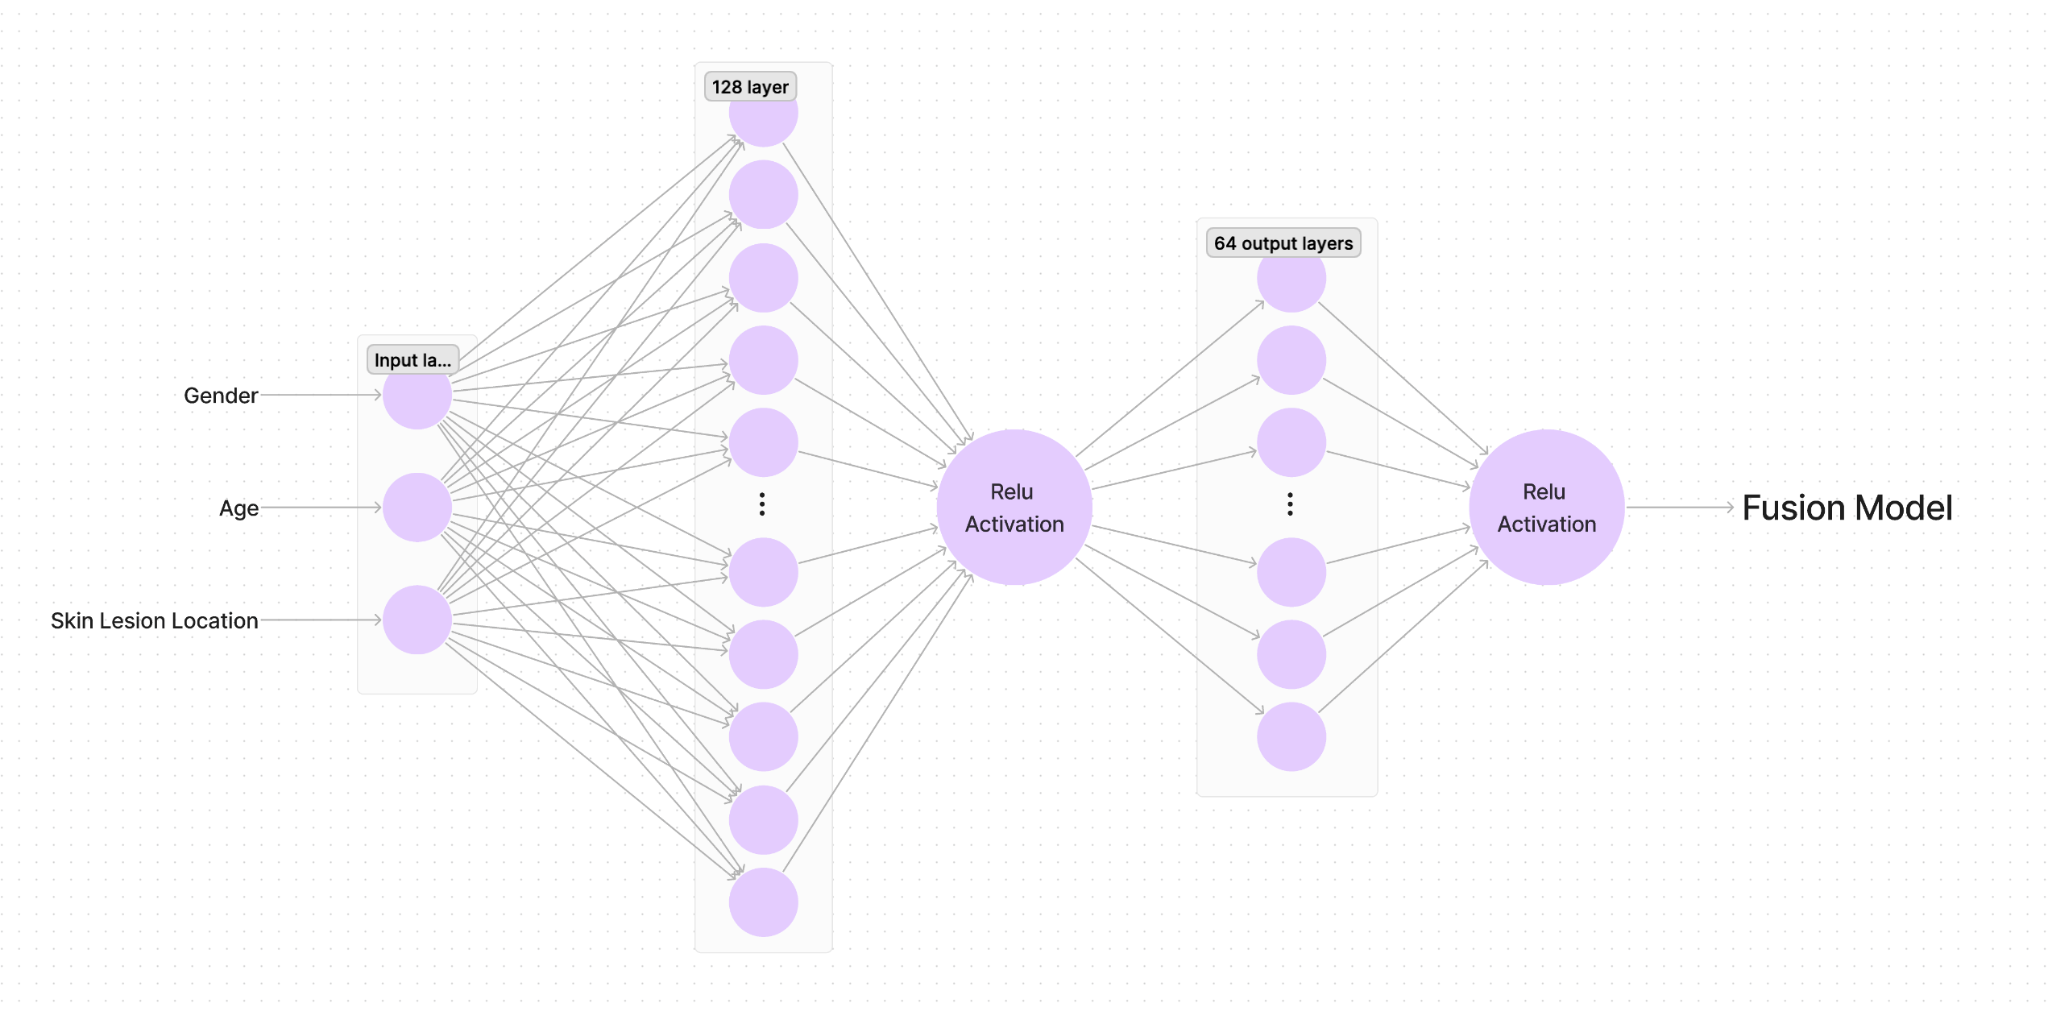 128 layer
64 output layers
Input la...
Gender
Age
Skin Lesion Location
Relu
Activation
Relu
Activation
Fusion Model